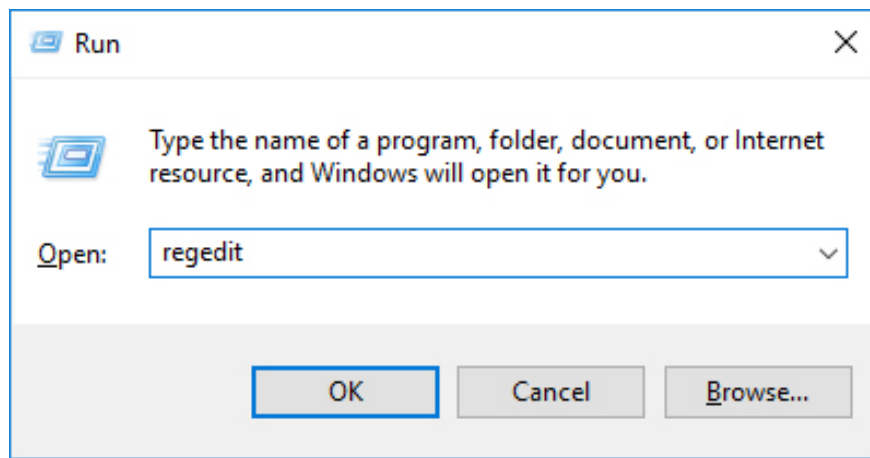 Run
Type the name of a program, folder, document, or Internet
resource, and Windows will open it for you.
Open: regedit
OK Cancel Browse...